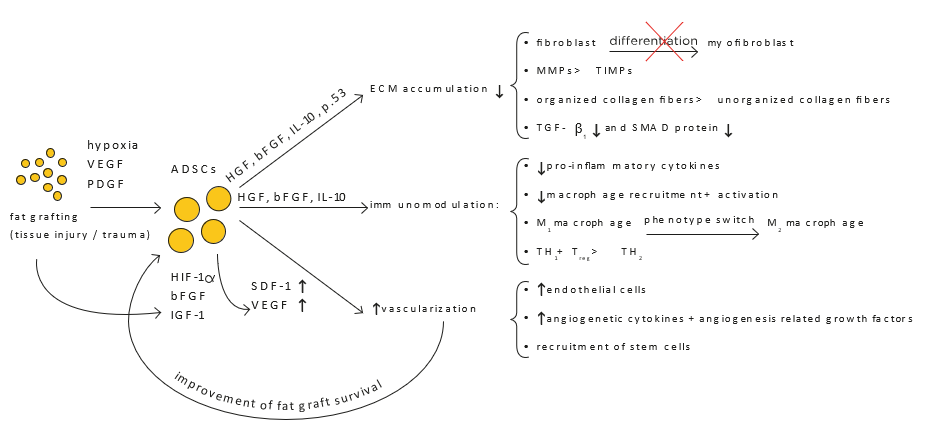 hypoxia
VEGF
PDGF
fat grafting
(tissue injury / trauma)
ADSCs
HIF-1α
bFGF
IGF-1
HGF, bFGF, IL-10, p.53
HGF, bFGF, IL-10
SDF-1 ↑
VEGF ↑
improvement of fat graft survival
ECM accumulation ↓
• fibroblast differentiation myofibroblast
• MMPs> TIMPs
• organized collagen fibers> unorganized collagen fibers
• TGF- β₁ ↓ and SMAD protein ↓
immunomodulation:
• ↓pro-inflammatory cytokines
• ↓macrophage recruitment+ activation
• M₁ macrophage phenotype switch M₂ macrophage
• TH₁+ Treg> TH₂
↑vascularization
• ↑endothelial cells
• ↑angiogenetic cytokines + angiogenesis related growth factors
• recruitment of stem cells